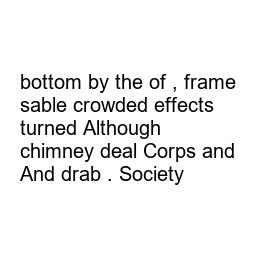 bottom by the of , frame
sable crowded effects
turned Although
chimney deal Corps and
And drab . Society